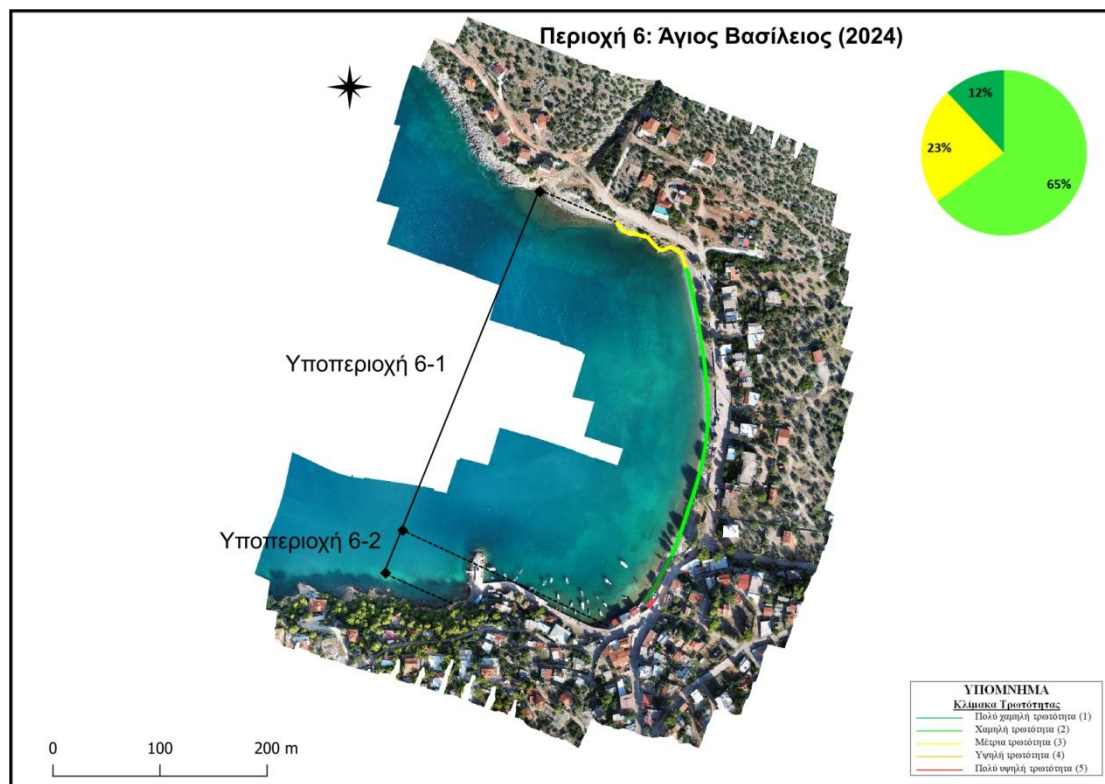 Περιοχή 6: Άγιος Βασίλειος (2024)
12%
23%
65%
Υποπεριοχή 6-1
Υποπεριοχή 6-2
0 100 200 m
ΥΠΟΜΝΗΜΑ
Κλίμακα Τρωτότητας
Πολύ χαμηλή τρωτότητα (1)
Χαμηλή τρωτότητα (2)
Μέτρια τρωτότητα (3)
Υψηλή τρωτότητα (4)
Πολύ υψηλή τρωτότητα (5)